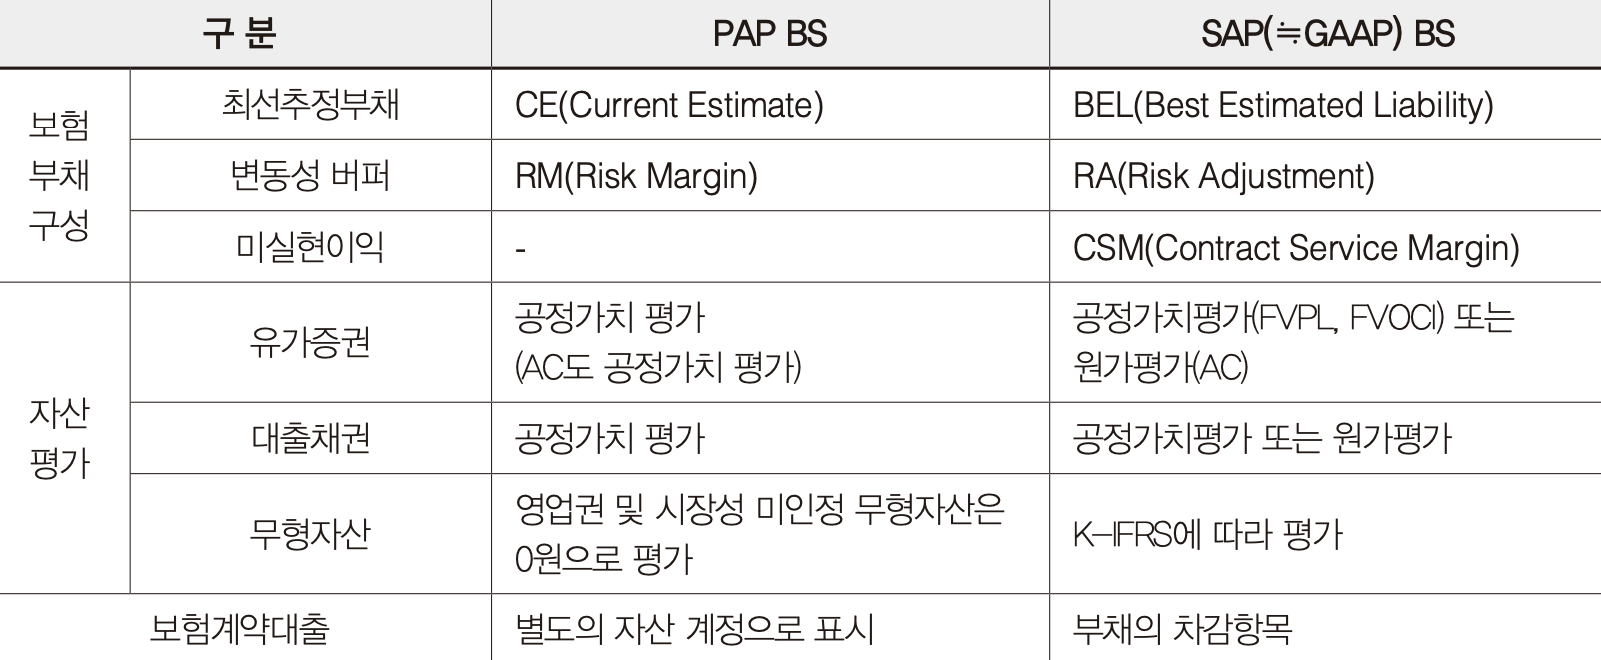 구 분 PAP BS SAP(≒GAAP) BS
보험
부채
구성
최선추정부채 CE(Current Estimate) BEL(Best Estimated Liability)
변동성 버퍼 RM(Risk Margin) RA(Risk Adjustment)
미실현이익 - CSM(Contract Service Margin)
자산
평가
유가증권
공정가치 평가
(AC도 공정가치 평가)
공정가치평가(FVPL, FVOCI) 또는
원가평가(AC)
대출채권 공정가치 평가 공정가치평가 또는 원가평가
무형자산
영업권 및 시장성 미인정 무형자산은
0원으로 평가
K-IFRS에 따라 평가
보험계약대출 별도의 자산 계정으로 표시 부채의 차감항목